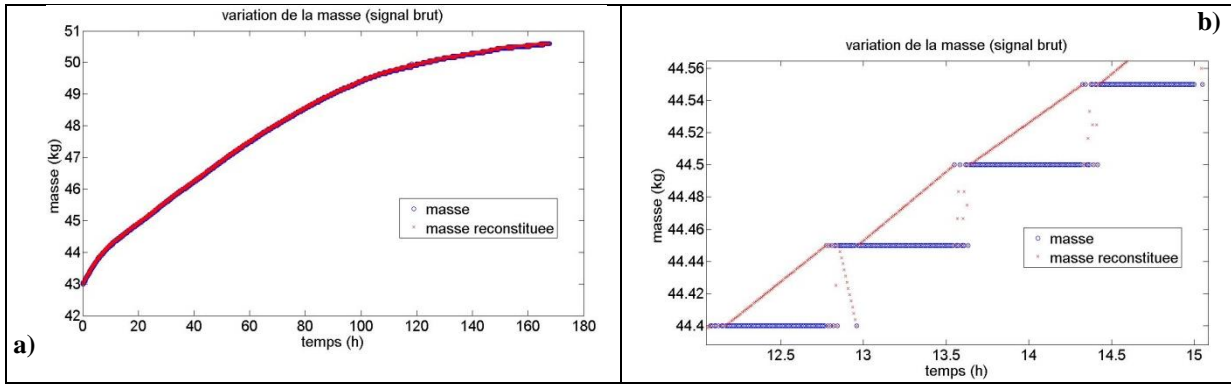 variation de la masse (signal brut)
51
50
49
48
47
46
45
44
43
42
masse (kg)
masse
masse reconstituee
0 20 40 60 80 100 120 140 160 180
temps (h)
a)
b)
variation de la masse (signal brut)
44.56
44.54
44.52
44.5
44.48
44.46
44.44
44.42
44.4
masse (kg)
masse
masse reconstituee
12.5 13 13.5 14 14.5 15
temps (h)